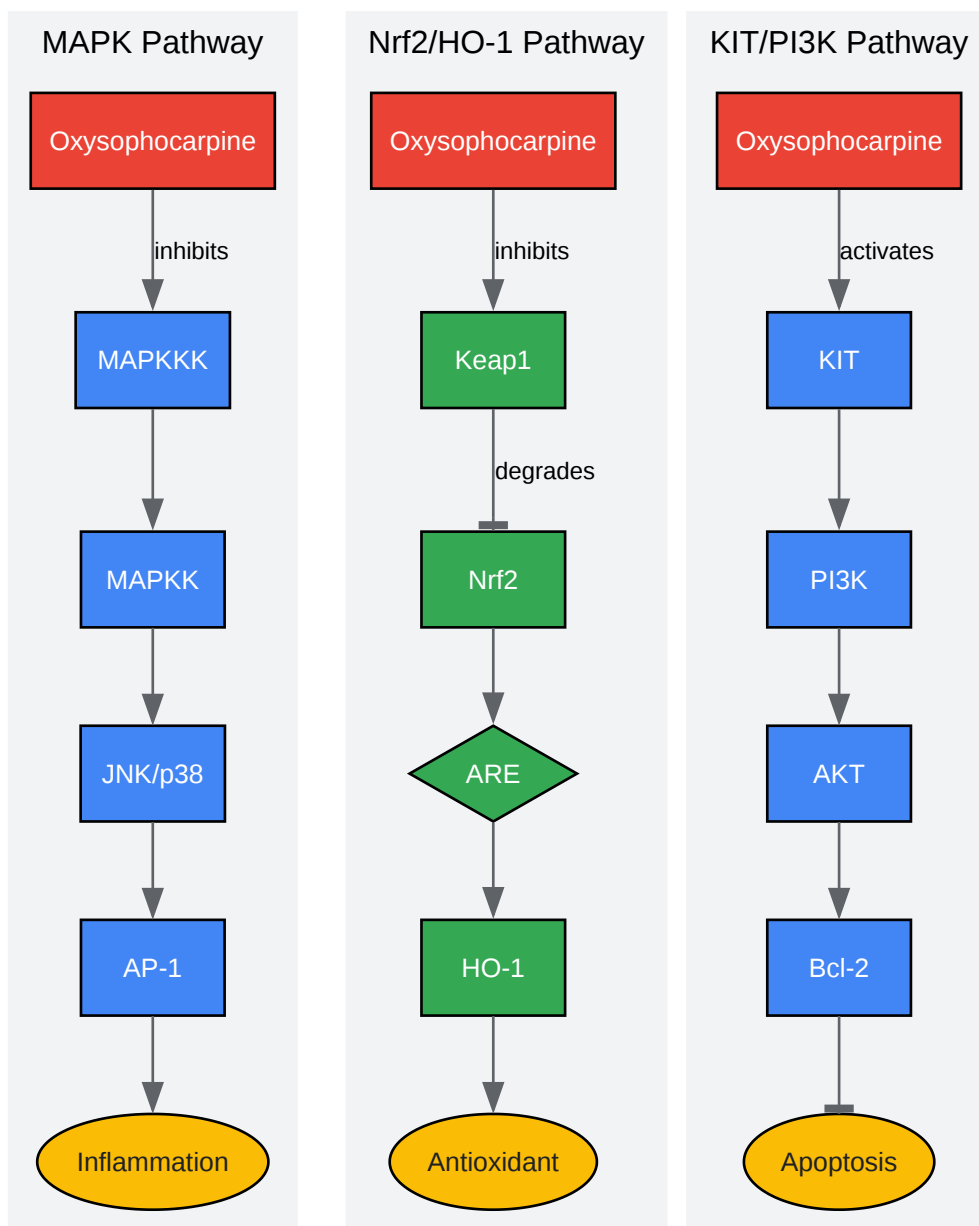 MAPK Pathway
Oxysophocarpine
inhibits
MAPKKK
MAPKK
JNK/p38
AP-1
Inflammation
Nrf2/HO-1 Pathway
Oxysophocarpine
inhibits
Keap1
degrades
Nrf2
ARE
HO-1
Antioxidant
KIT/PI3K Pathway
Oxysophocarpine
activates
KIT
PI3K
AKT
Bcl-2
Apoptosis